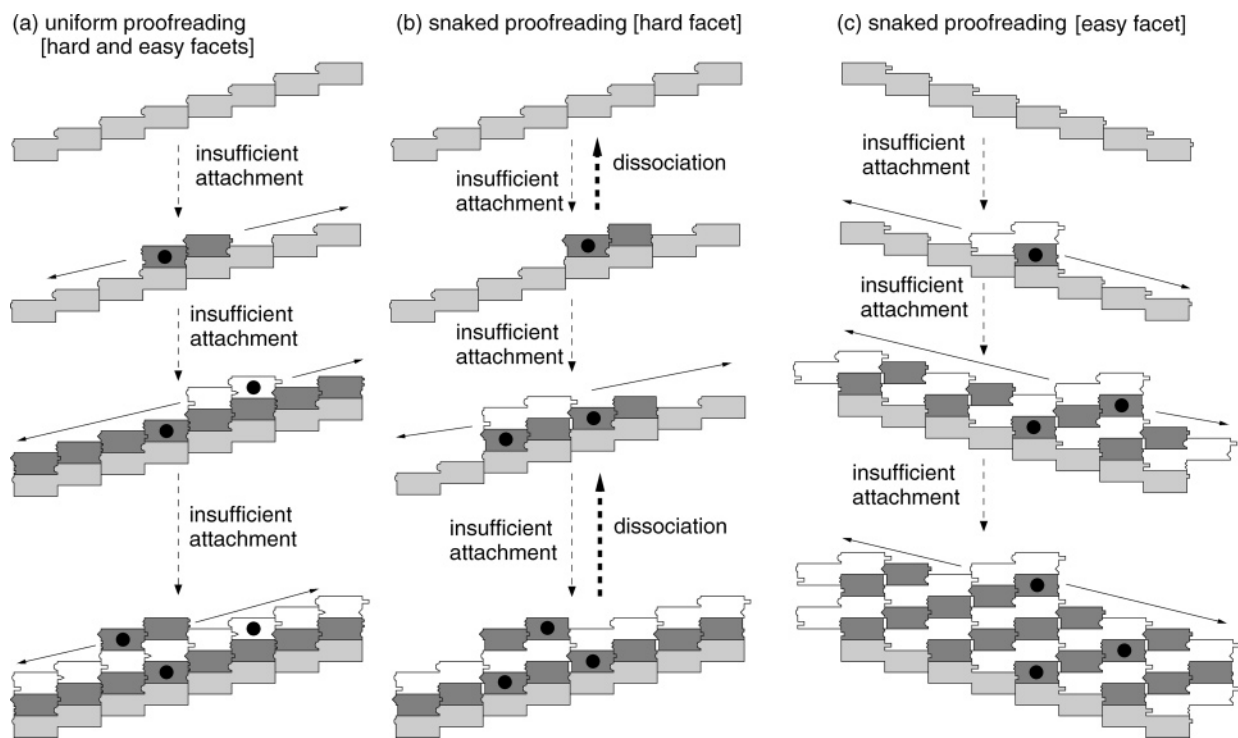 (a) uniform proofreading
[hard and easy facets]
insufficient
attachment
insufficient
attachment
insufficient
attachment
(b) snaked proofreading [hard facet]
insufficient
attachment
dissociation
insufficient
attachment
insufficient
attachment
dissociation
(c) snaked proofreading [easy facet]
insufficient
attachment
insufficient
attachment
insufficient
attachment